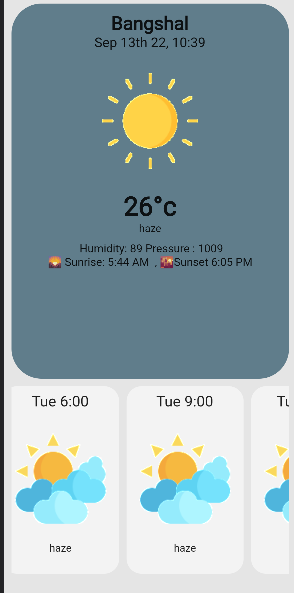 Bangshal
Sep 13th 22, 10:39
26°c
haze
Humidity: 89 Pressure : 1009
🌄 Sunrise: 5:44 AM , 🌇Sunset 6:05 PM
Tue 6:00
Tue 9:00
haze
haze